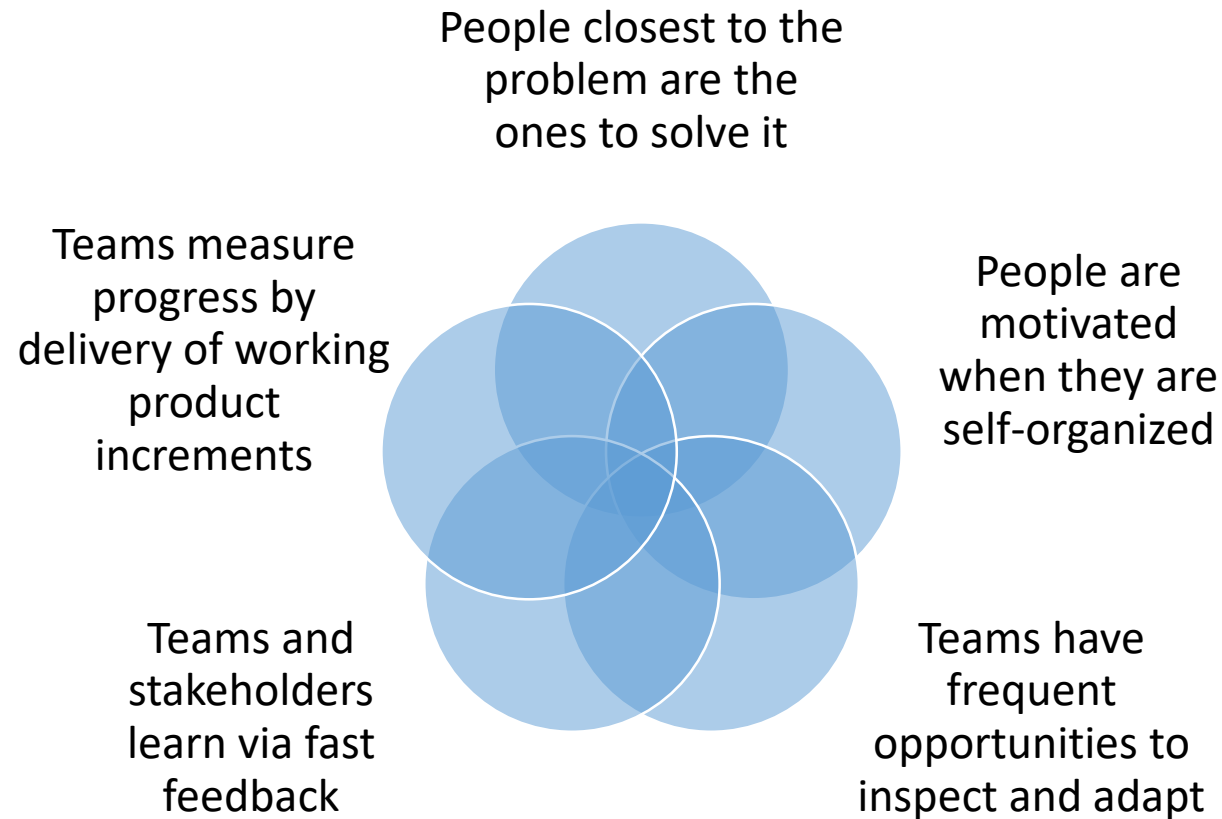 People closest to the
problem are the
ones to solve it
People are
motivated
when they are
self-organized
Teams have
frequent
opportunities to
inspect and adapt
Teams and
stakeholders
learn via fast
feedback
Teams measure
progress by
delivery of working
product
increments